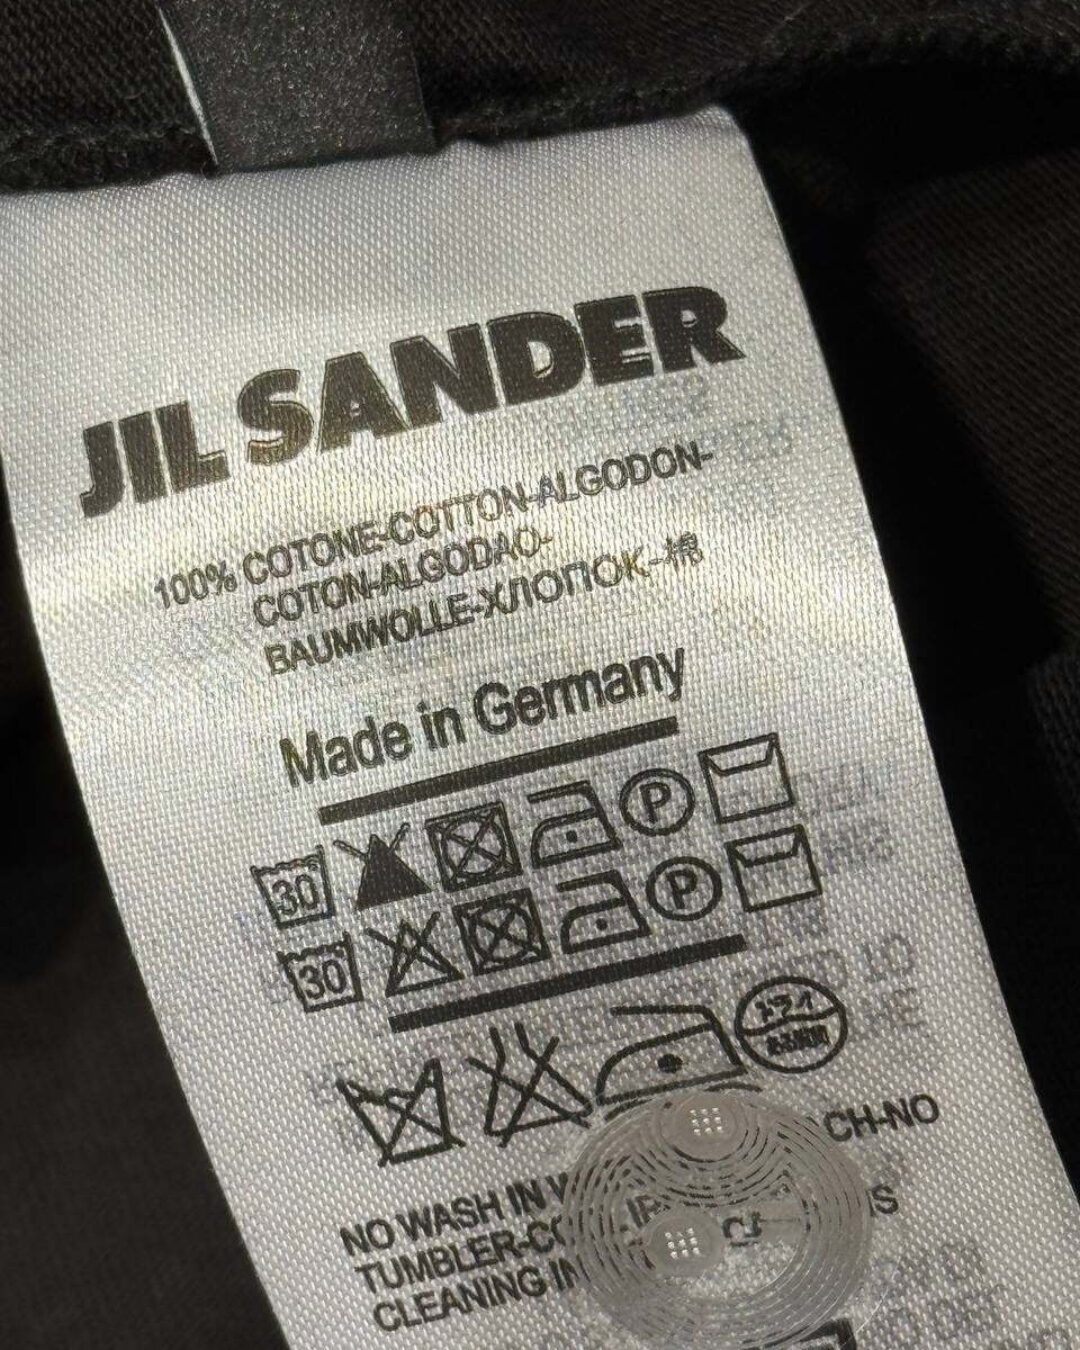 JIL SANDER
100% COTONE-COTTON-ALGODON-
COTON-ALGODAO-
BAUMWOLLE-ХЛОПОК-棉
Made in Germany
30 P
30 P
ドライ
NO WASH IN CH-NO
TUMBLER-
CLEANING IN